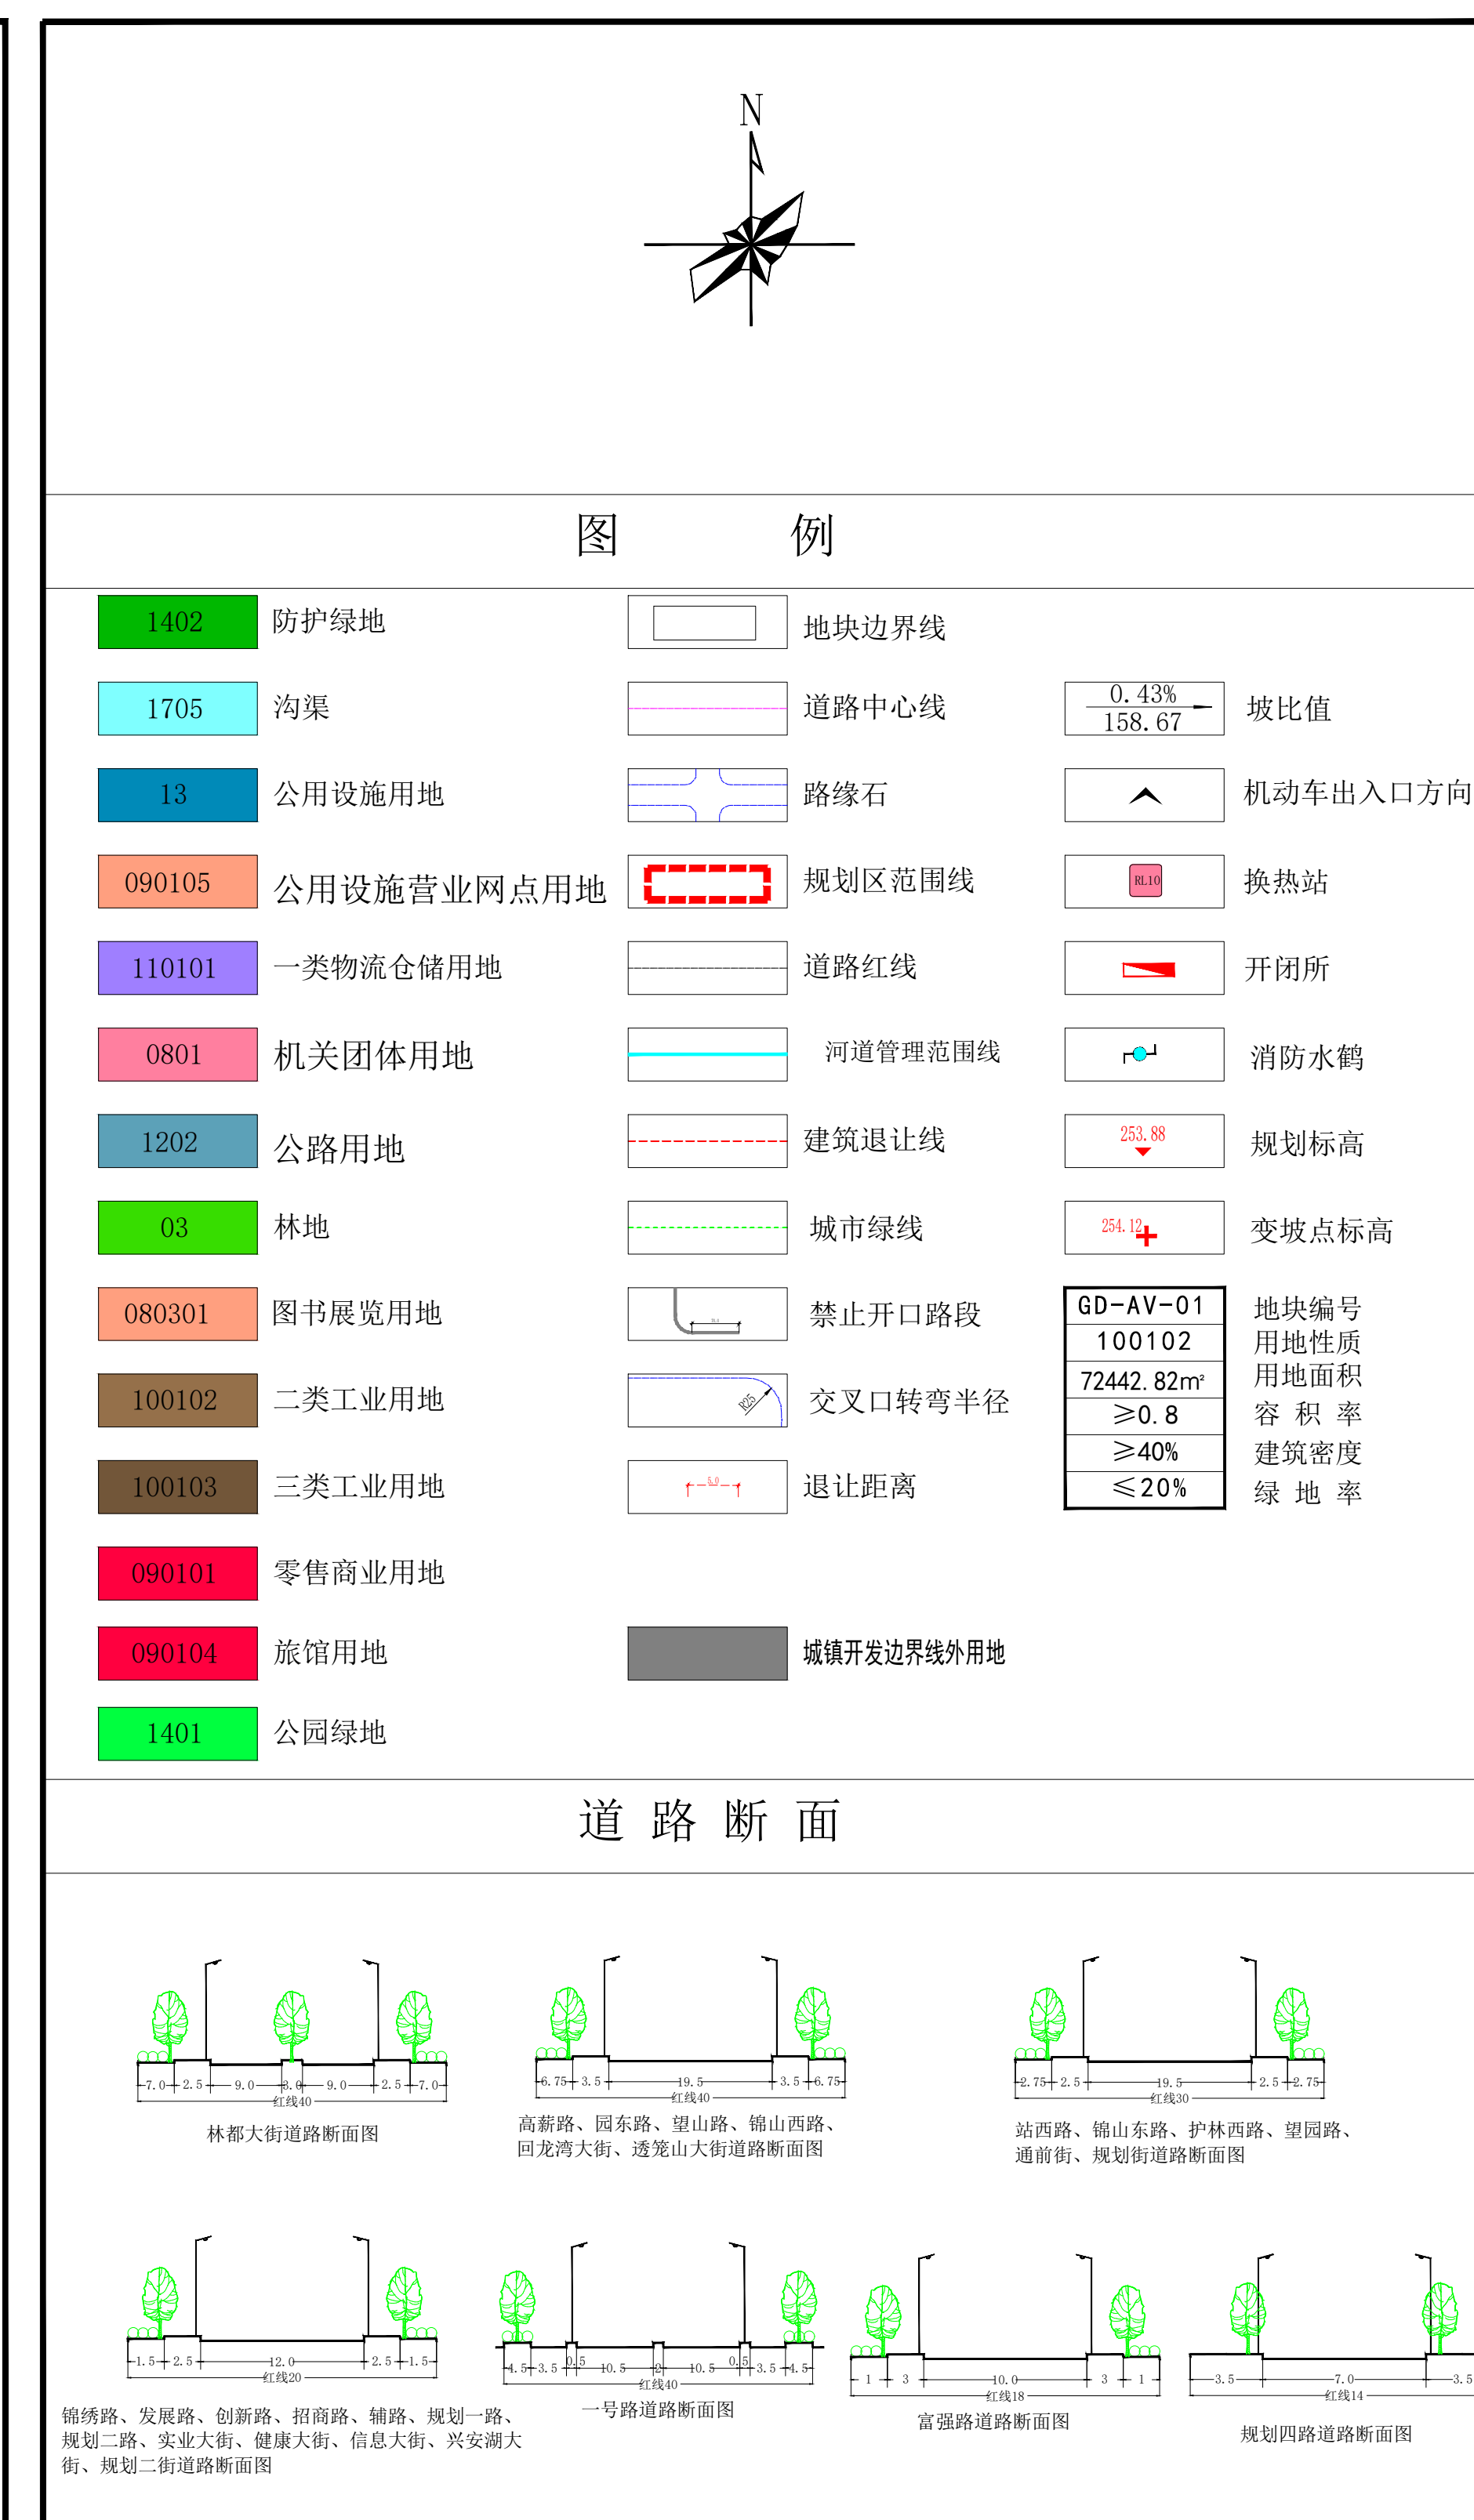 N
图 例
1402 防护绿地
地块边界线
1705 沟渠
道路中心线
0.43%
158.67
坡比值
13 公用设施用地
路缘石
机动车出入口方向
090105 公用设施营业网点用地
规划区范围线
RL10 换热站
110101 一类物流仓储用地
道路红线
开闭所
0801 机关团体用地
河道管理范围线
消防水鹤
1202 公路用地
建筑退让线
253.88 规划标高
03 林地
城市绿线
254.12 变坡点标高
080301 图书展览用地
禁止开口路段
GD-AV-01 地块编号
100102 用地性质
72442.82m² 用地面积
≥0.8 容 积 率
≥40% 建筑密度
≤20% 绿 地 率
100102 二类工业用地
R25 交叉口转弯半径
100103 三类工业用地
5.0 退让距离
090101 零售商业用地
090104 旅馆用地
城镇开发边界线外用地
1401 公园绿地
道 路 断 面
7.0 2.5 9.0 3.0 9.0 2.5 7.0
红线40
林都大街道路断面图
6.75 3.5 19.5 3.5 6.75
红线40
高薪路、园东路、望山路、锦山西路、
回龙湾大街、透笼山大街道路断面图
2.75 2.5 19.5 2.5 2.75
红线30
站西路、锦山东路、护林西路、望园路、
通前街、规划街道路断面图
1.5 2.5 12.0 2.5 1.5
红线20
锦绣路、发展路、创新路、招商路、辅路、规划一路、
规划二路、实业大街、健康大街、信息大街、兴安湖大
街、规划二街道路断面图
4.5 3.5 0.5 10.5 2 10.5 0.5 3.5 4.5
红线40
一号路道路断面图
1 3 10.0 3 1
红线18
富强路道路断面图
3.5 7.0 3.5
红线14
规划四路道路断面图